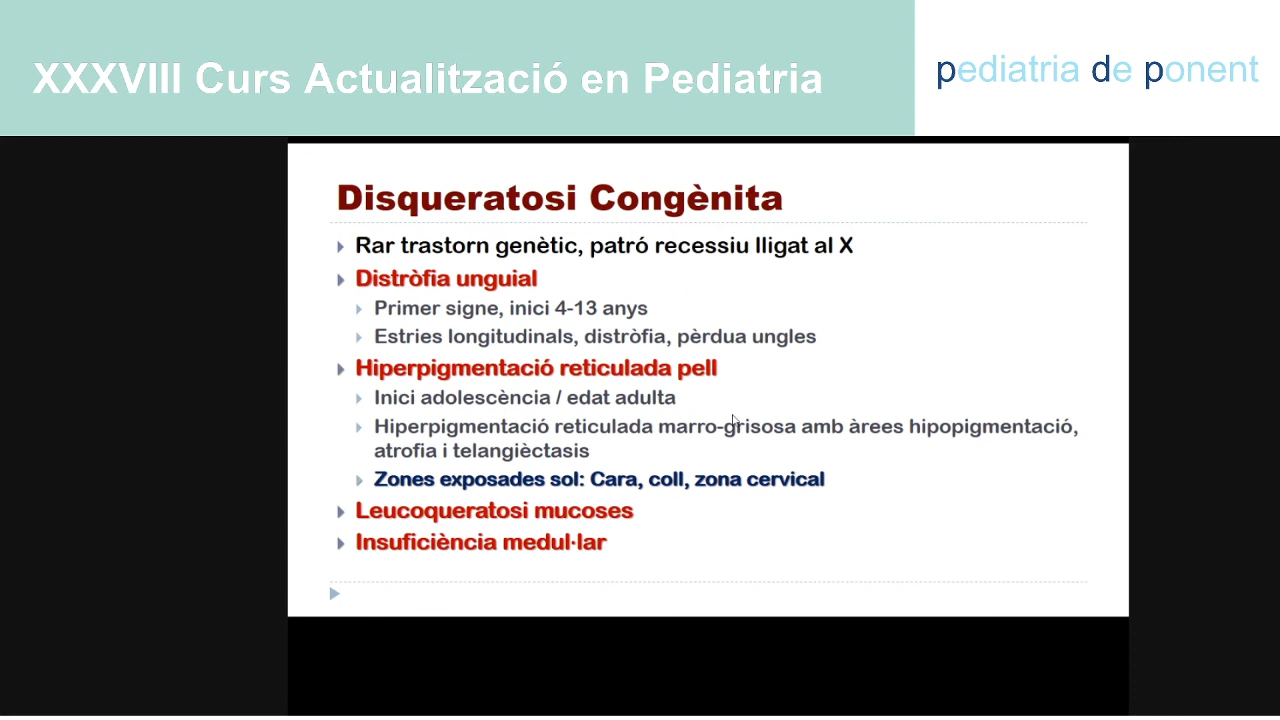 XXXVIII Curs Actualització en Pediatria
pediatria de ponent
Disqueratosi Congènita
Rar trastorn genètic, patró recessiu lligat al X
Distròfia unguial
Primer signe, inici 4-13 anys
Estries longitudinals, distròfia, pèrdua ungles
Hiperpigmentació reticulada pell
Inici adolescència / edat adulta
Hiperpigmentació reticulada marro-grisosa amb àrees hipopigmentació,
atrofia i telangièctasis
Zones exposades sol: Cara, coll, zona cervical
Leucoqueratosi mucoses
Insuficiència medul·lar